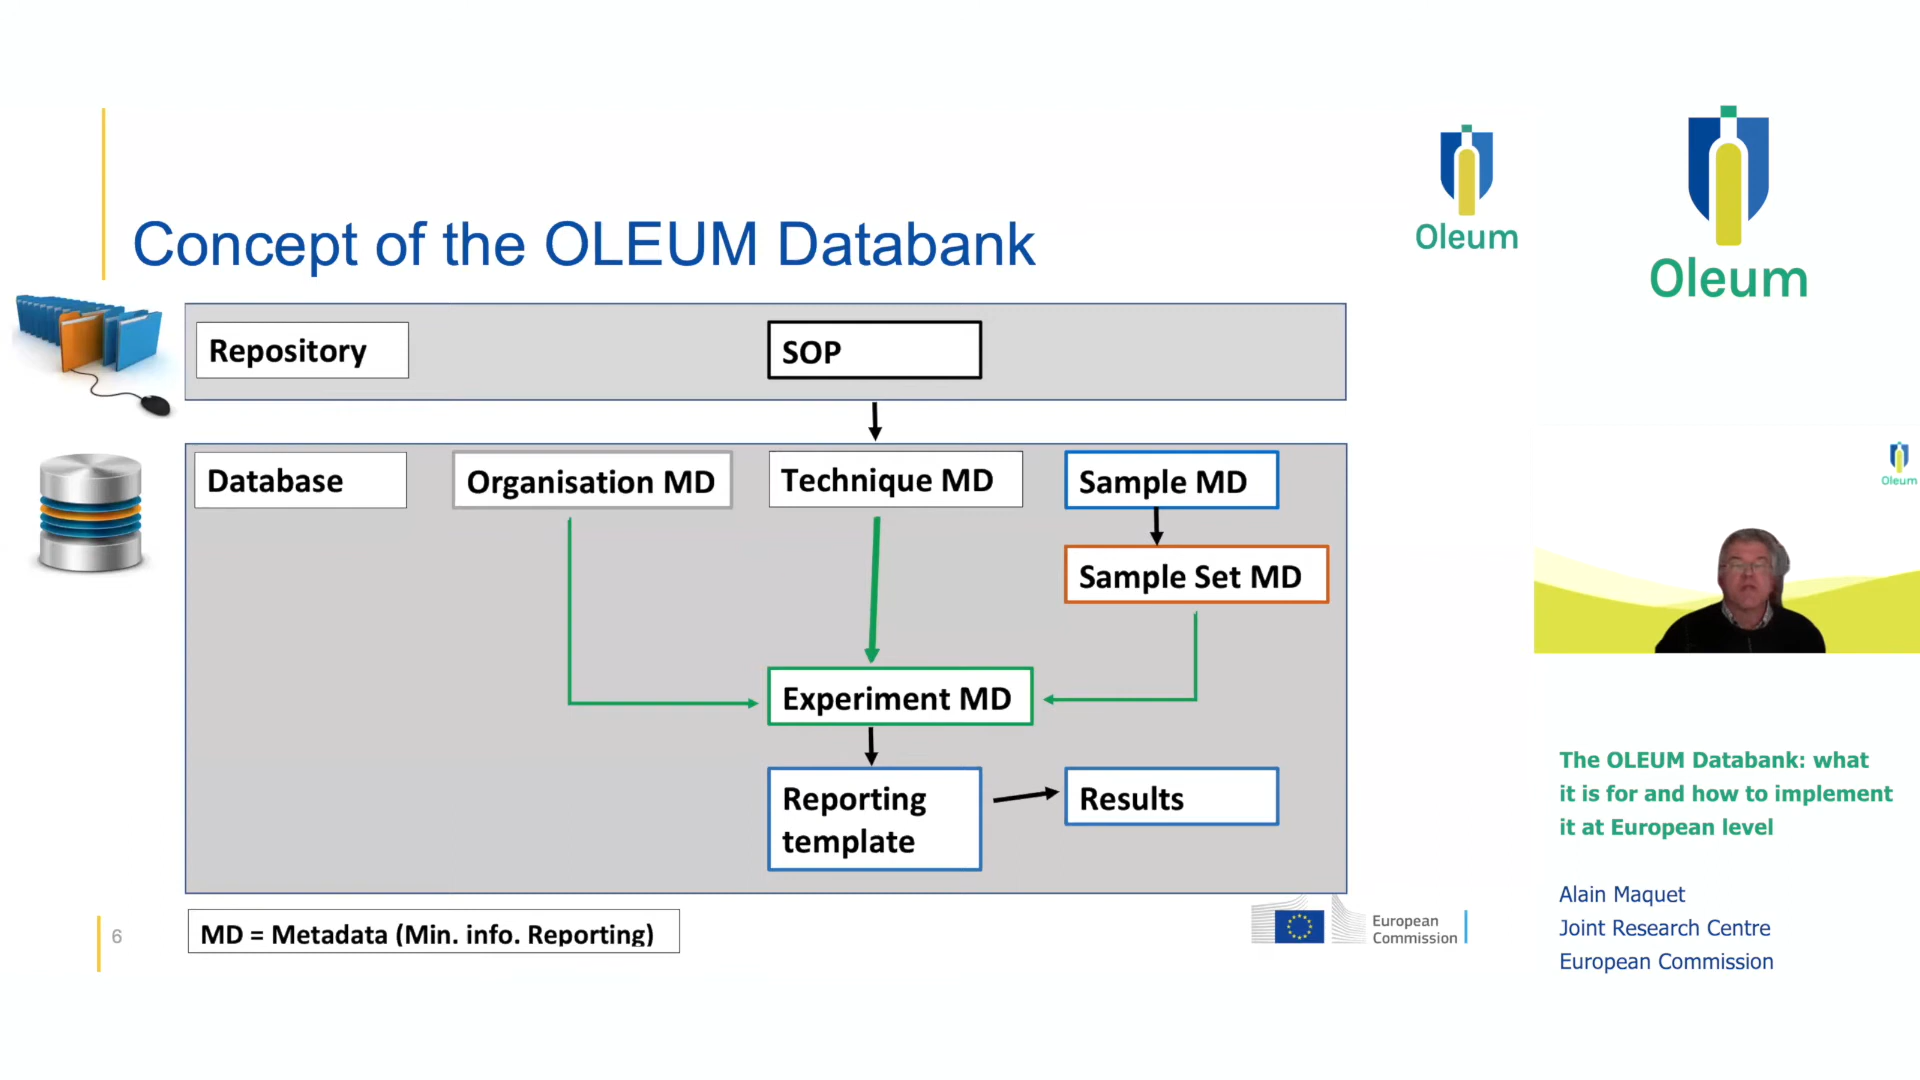 Concept of the OLEUM Databank
Oleum
Oleum
Repository
SOP
Database
Organisation MD
Technique MD
Sample MD
Sample Set MD
Experiment MD
Reporting
template
Results
MD = Metadata (Min. info. Reporting)
6
European
Commission
Oleum
The OLEUM Databank: what
it is for and how to implement
it at European level
Alain Maquet
Joint Research Centre
European Commission